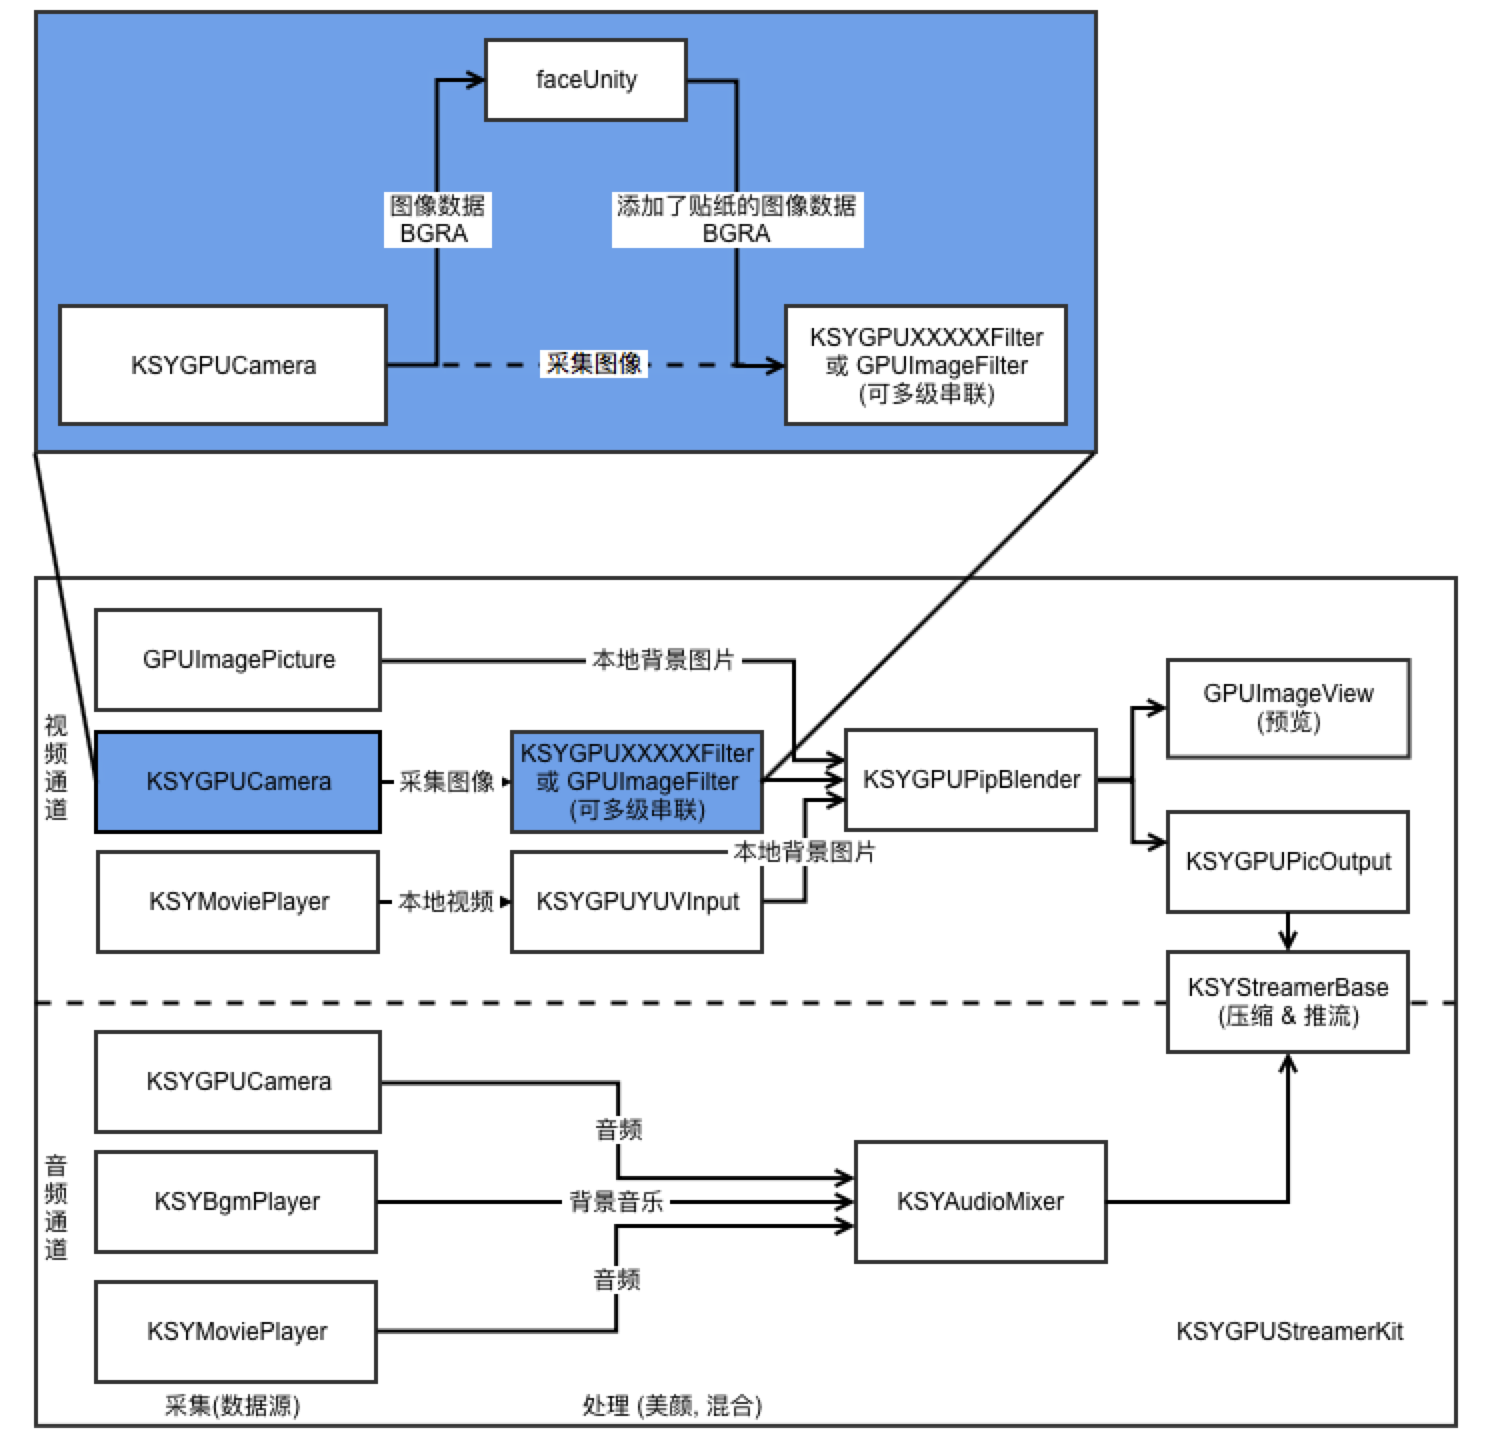 faceUnity
图像数据
BGRA
添加了贴纸的图像数据
BGRA
KSYGPUCamera
采集图像
KSYGPUXXXXXFilter
或 GPUImageFilter
(可多级串联)
视频通道
GPUImagePicture
本地背景图片
KSYGPUCamera
采集图像
KSYGPUXXXXXFilter
或 GPUImageFilter
(可多级串联)
KSYMoviePlayer
本地视频
KSYGPUYUVInput
本地背景图片
KSYGPUPipBlender
GPUImageView
(预览)
KSYGPUPicOutput
KSYStreamerBase
(压缩 & 推流)
音频通道
KSYGPUCamera
音频
KSYBgmPlayer
背景音乐
KSYMoviePlayer
音频
KSYAudioMixer
KSYGPUStreamerKit
采集(数据源)
处理 (美颜, 混合)